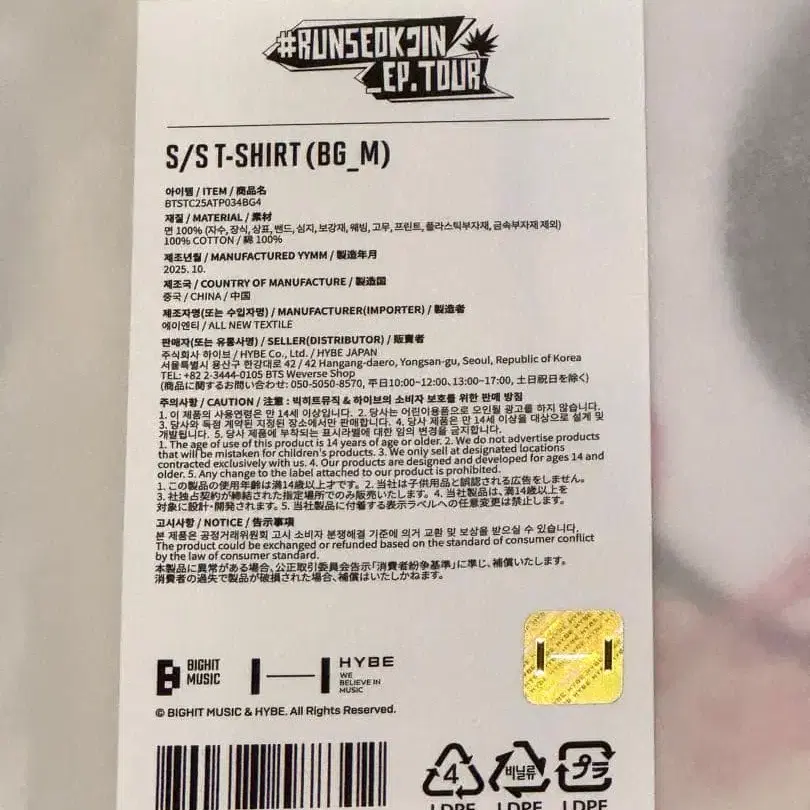 #RUNSEOKJIN
_EP.TOUR
S/S T-SHIRT (BG_M)
아이템 / ITEM / 商品名
BTSTC25ATP034BG4
재질 / MATERIAL / 素材
면 100% (자수, 장식, 상표, 밴드, 심지, 보강재, 웨빙, 고무, 프린트, 플라스틱부자재, 금속부자재 제외)
100% COTTON / 綿 100%
제조년월 / MANUFACTURED YYMM / 製造年月
2025. 10.
제조국 / COUNTRY OF MANUFACTURE / 製造国
중국 / CHINA / 中国
제조자명(또는 수입자명) / MANUFACTURER(IMPORTER) / 製造者
에이엔티 / ALL NEW TEXTILE
판매자(또는 유통사명) / SELLER(DISTRIBUTOR) / 販売者
주식회사 하이브 / HYBE Co., Ltd. / HYBE JAPAN
서울특별시 용산구 한강대로 42 / 42 Hangang-daero, Yongsan-gu, Seoul, Republic of Korea
TEL: +82 2-3444-0105 BTS Weverse Shop
(商品に関するお問い合わせ: 050-5050-8570, 平日10:00~12:00、13:00~17:00, 土日祝日を除く)
주의사항 / CAUTION / 注意 : 빅히트뮤직 & 하이브의 소비자 보호를 위한 판매 방침
1. 이 제품의 사용연령은 만 14세 이상입니다. 2. 당사는 어린이용품으로 오인될 광고를 하지 않습니다.
3. 당사와 독점 계약된 지정된 장소에서만 판매합니다. 4. 당사 제품은 만 14세 이상을 대상으로 설계 및
개발됩니다. 5. 당사 제품에 부착되는 표시라벨에 대한 임의 변경을 금지합니다.
1. The age of use of this product is 14 years of age or older. 2. We do not advertise products
that will be mistaken for children's products. 3. We only sell at designated locations
contracted exclusively with us. 4. Our products are designed and developed for ages 14 and
older. 5. Any change to the label attached to our product is prohibited.
1. この製品の使用年齢は満14歳以上才です。2. 当社は子供用品と誤認される広告をしません。
3. 社独占契約が締結された指定場所でのみ販売いたします。4. 当社製品は、満14歳以上を
対象に設計・開発されます。5. 当社製品に付着する表示ラベルへの任意変更は禁止します。
고시사항 / NOTICE / 告示事項
본 제품은 공정거래위원회 고시 소비자 분쟁해결 기준에 의거 교환 및 보상을 받으실 수 있습니다.
The product could be exchanged or refunded based on the standard of consumer conflict
by the law of consumer standard.
本製品に異常がある場合、公正取引委員会告示「消費者紛争基準」に準じ、補償いたします。
消費者の過失で製品が破損された場合、補償はいたしかねます。
BIGHIT
MUSIC
HYBE
WE
BELIEVE IN
MUSIC
© BIGHIT MUSIC & HYBE. All Rights Reserved.
4
비닐류
プラ
LDPE LDPE LDPE